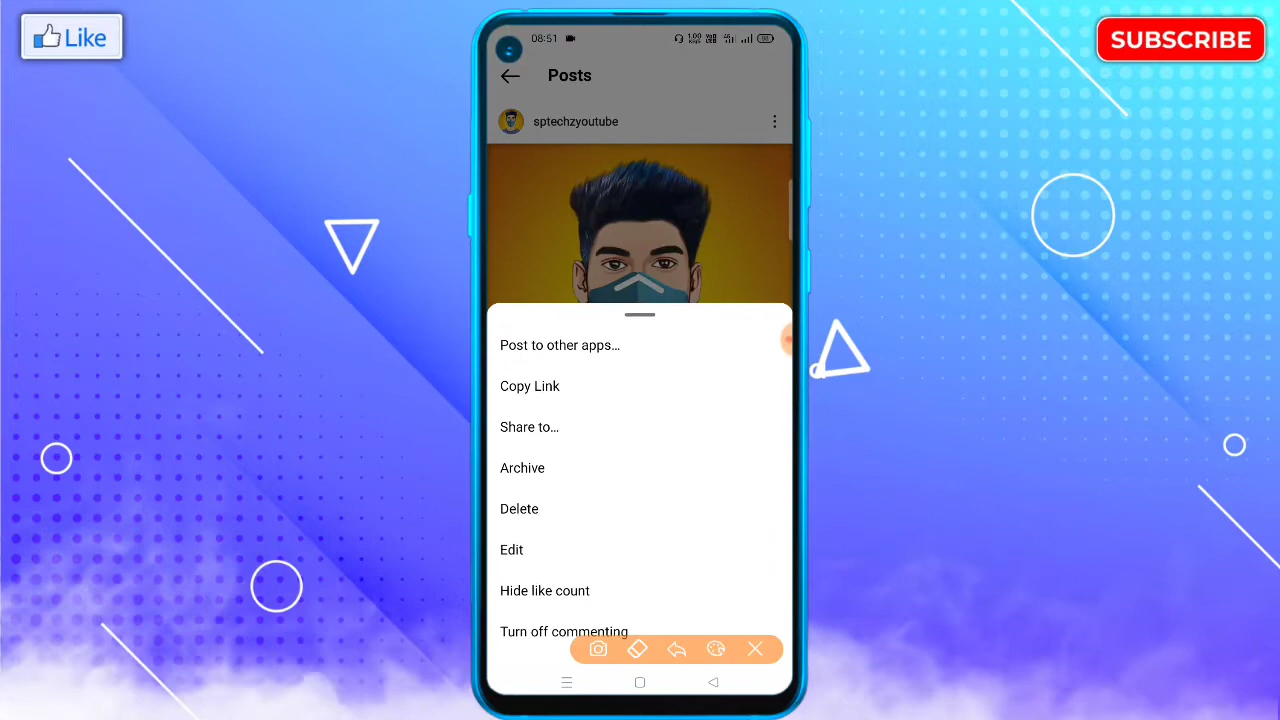 Like
SUBSCRIBE
08:51
Posts
sptechzyoutube
Post to other apps...
Copy Link
Share to...
Archive
Delete
Edit
Hide like count
Turn off commenting